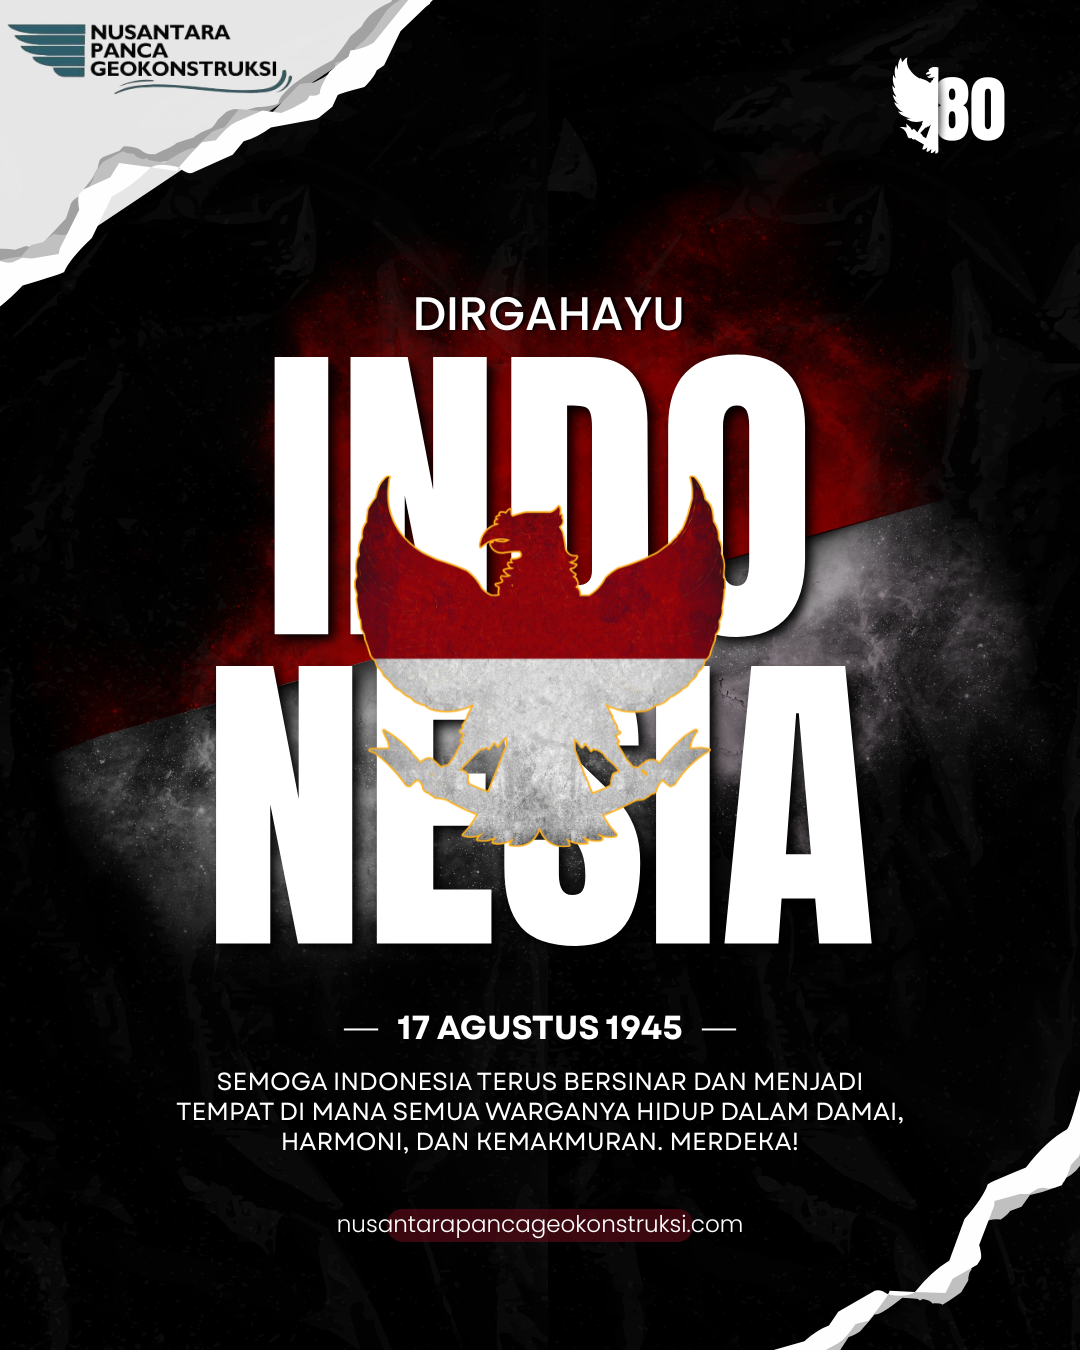 NUSANTARA
PANCA
GEOKONSTRUKSI
80
DIRGAHAYU
INDO
NESIA
17 AGUSTUS 1945
SEMOGA INDONESIA TERUS BERSINAR DAN MENJADI
TEMPAT DI MANA SEMUA WARGANYA HIDUP DALAM DAMAI,
HARMONI, DAN KEMAKMURAN. MERDEKA!
nusantarapancageokonstruksi.com